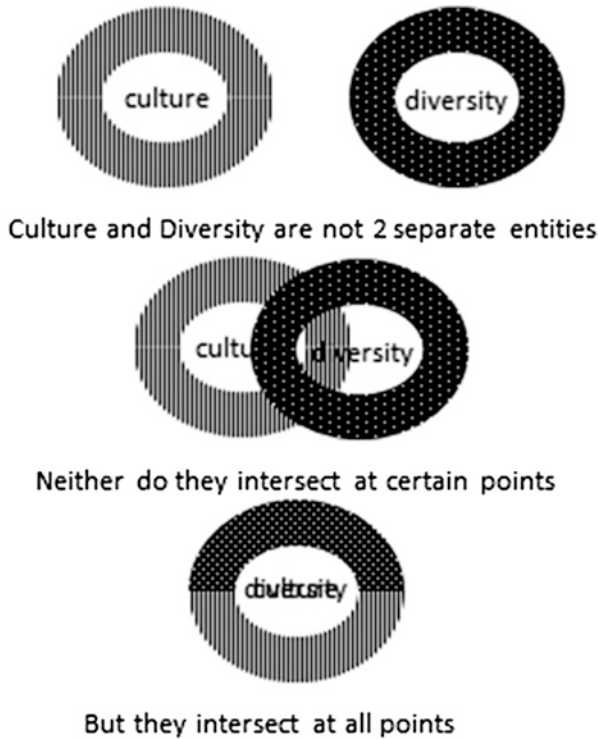 culture diversity
Culture and Diversity are not 2 separate entities
cultu diversity
Neither do they intersect at certain points
But they intersect at all points